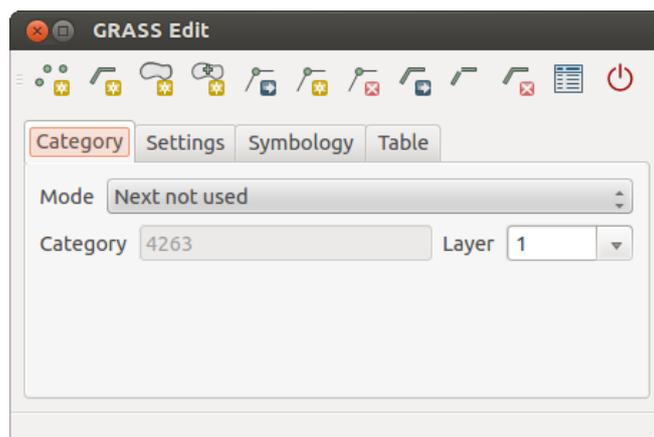 GRASS Edit
Category Settings Symbology Table
Mode Next not used
Category 4263 Layer 1